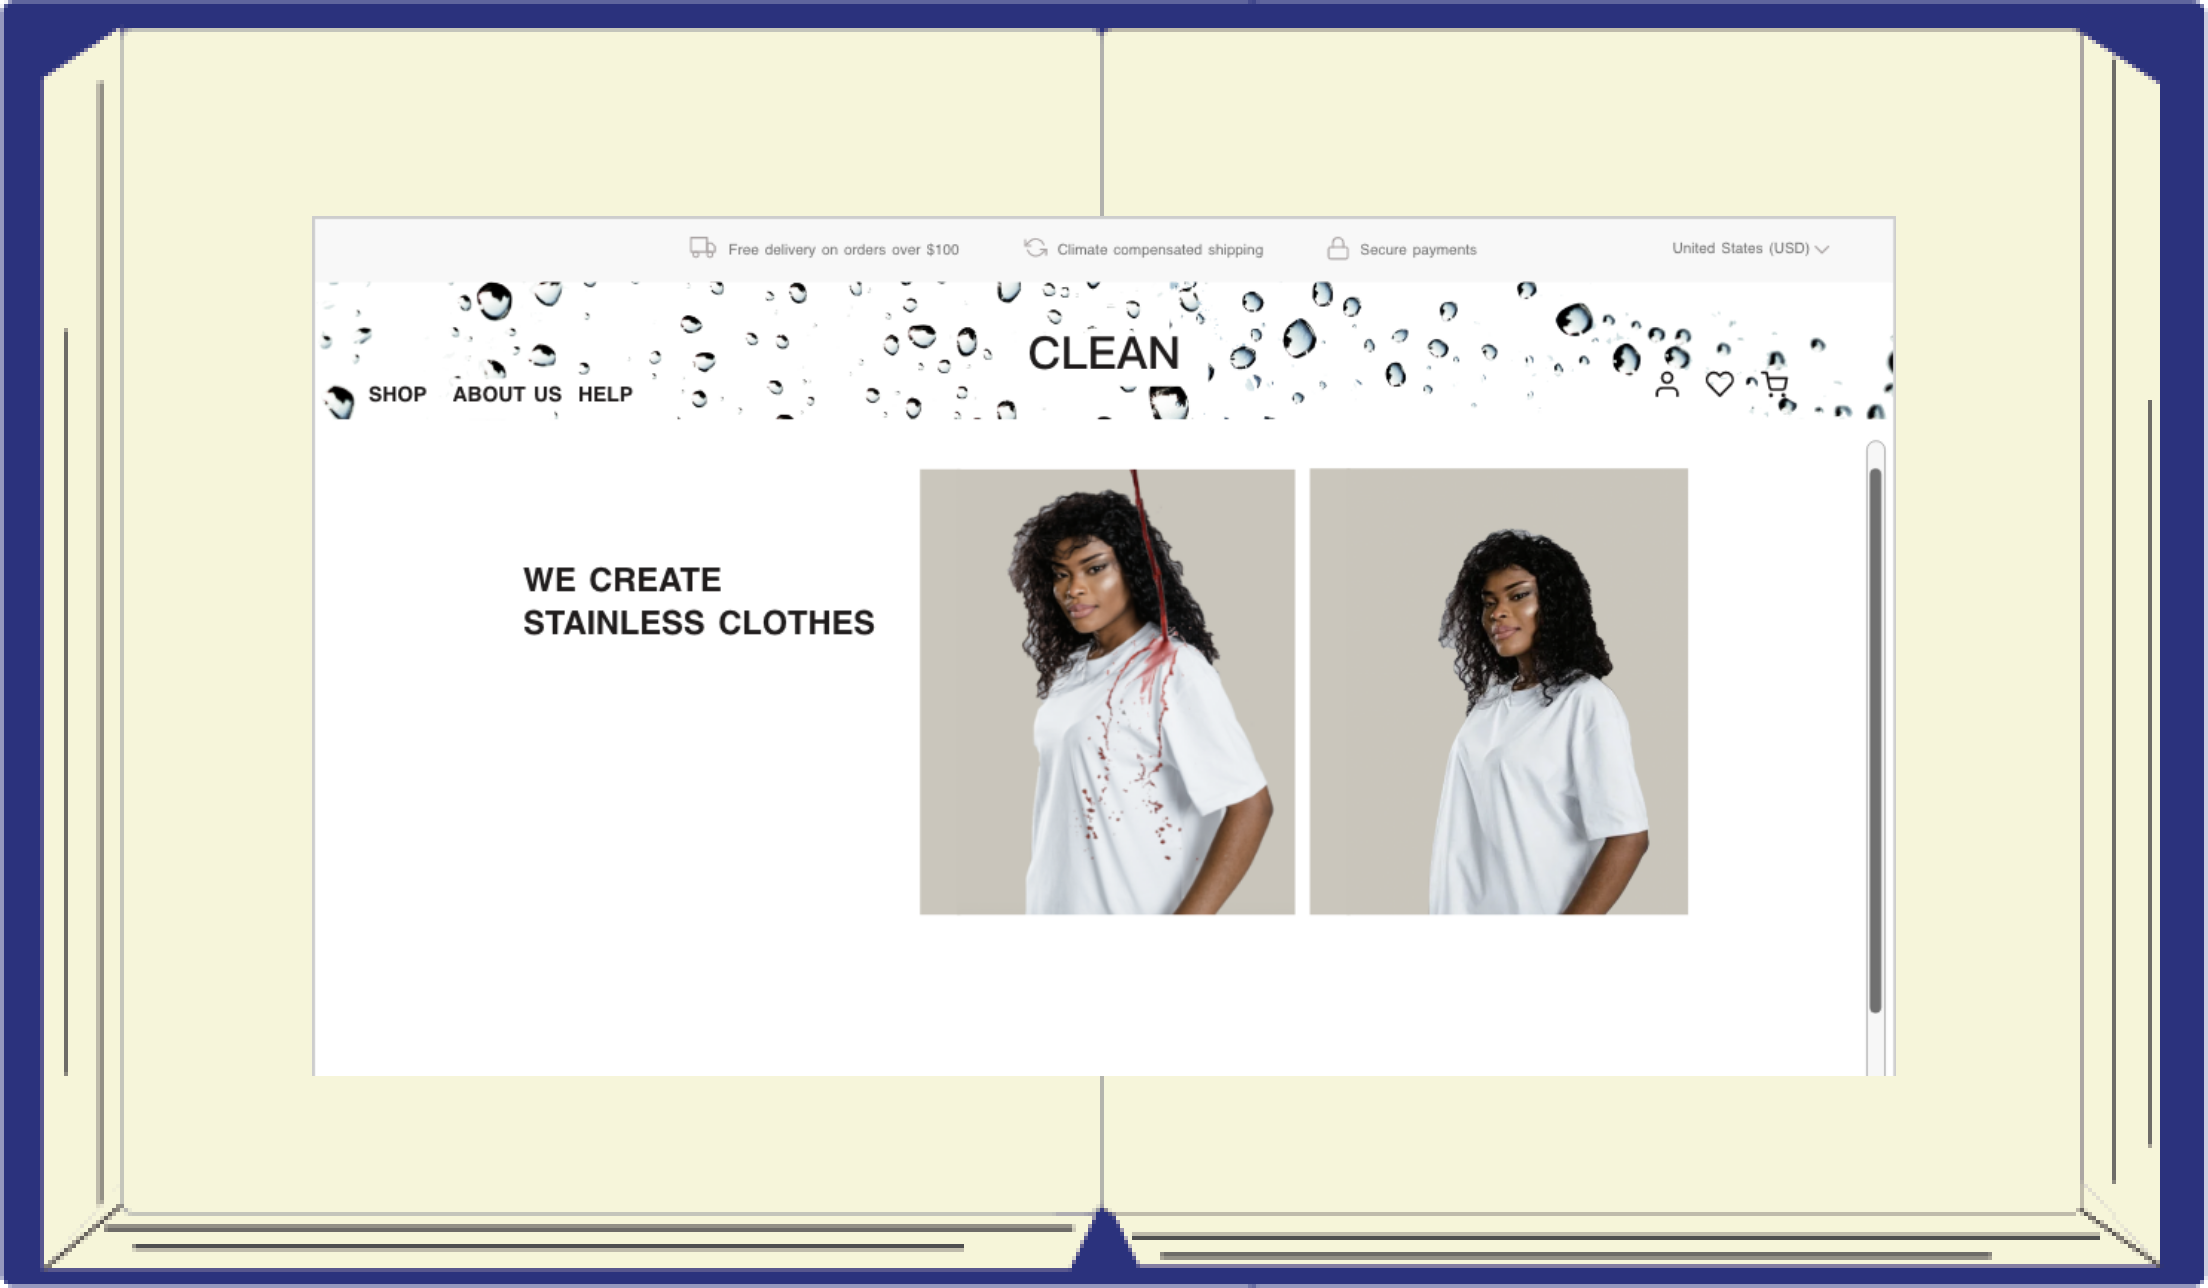 Free delivery on orders over $100
Climate compensated shipping
Secure payments
United States (USD)
CLEAN
SHOP ABOUT US HELP
WE CREATE
STAINLESS CLOTHES